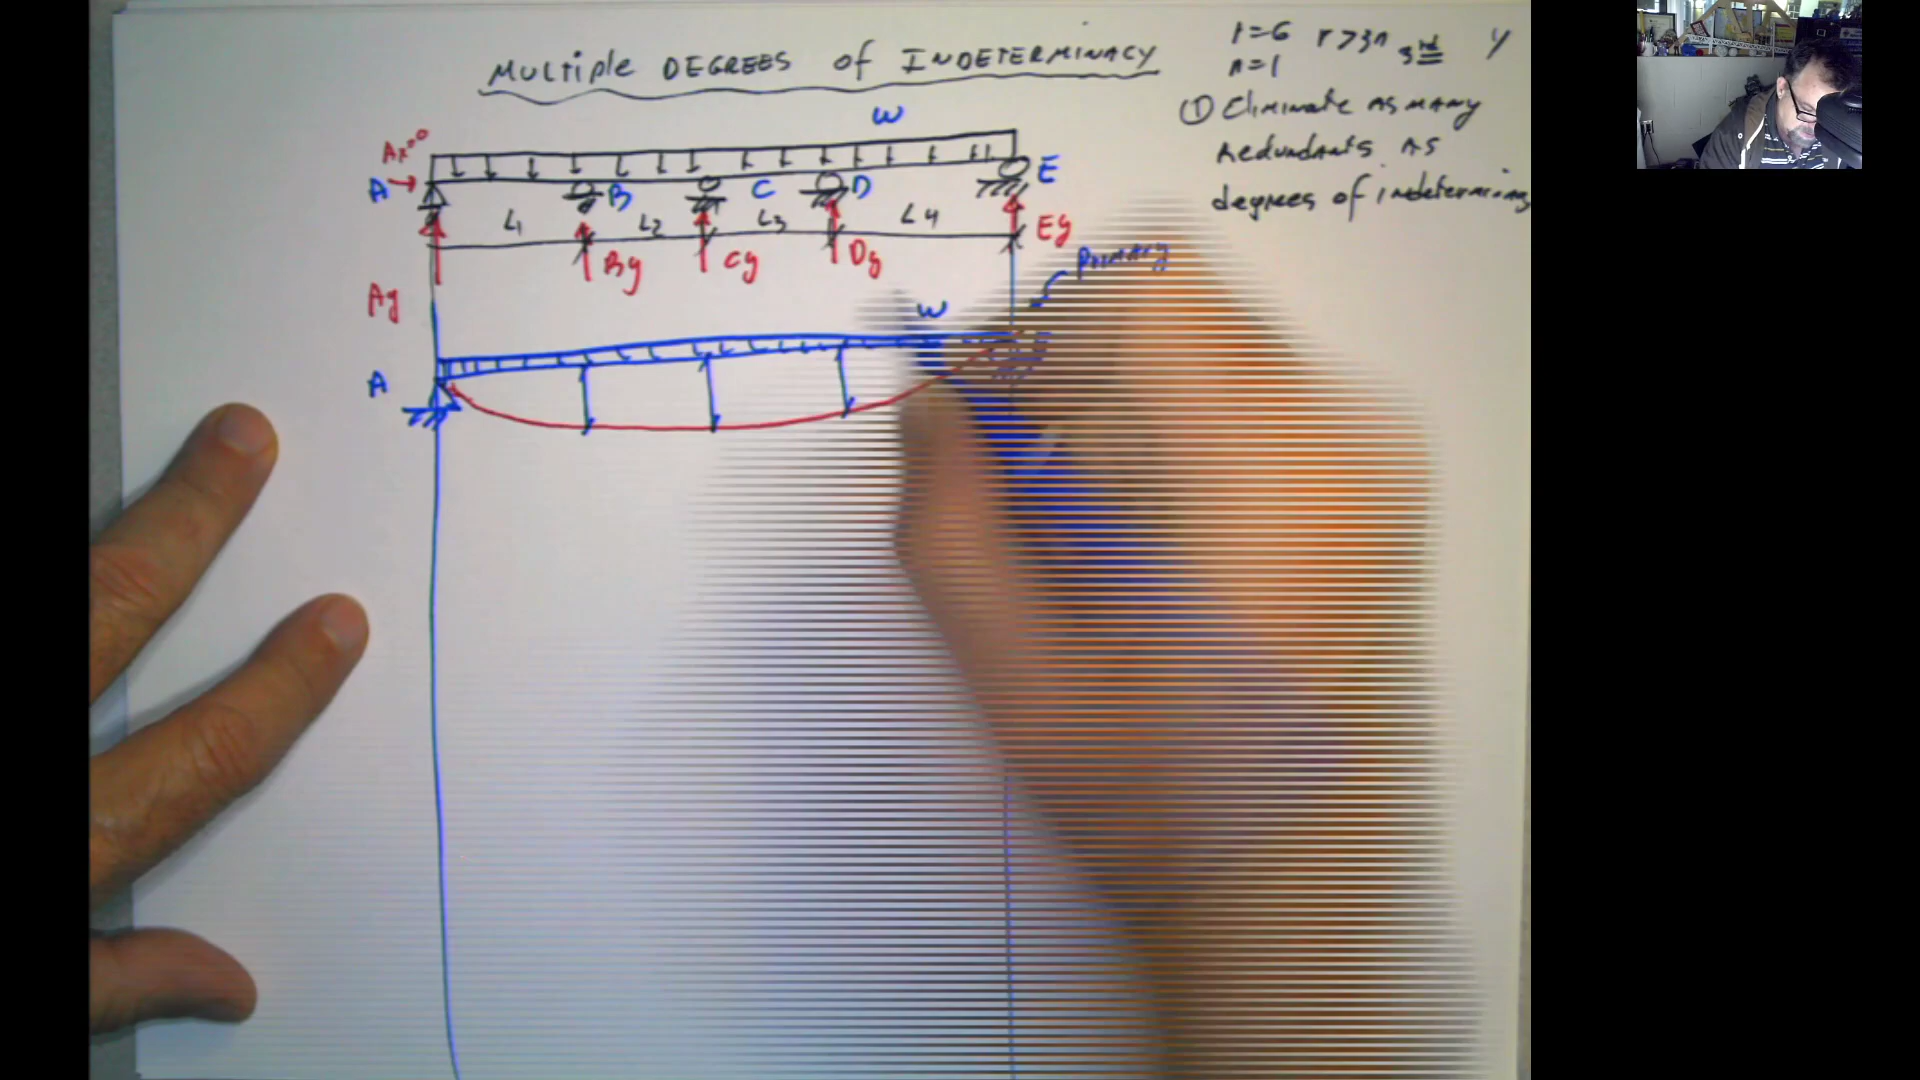 MULTIPLE DEGREES of INDETERMINACY
r=6 r>3n 3rd
n=1
① Eliminate AS MANY
Redundants AS
degrees of indeterminacy
w
Ax=0
A B C D E
L1 L2 L3 L4
Ay By Cy Dy Ey
Primary
w
A